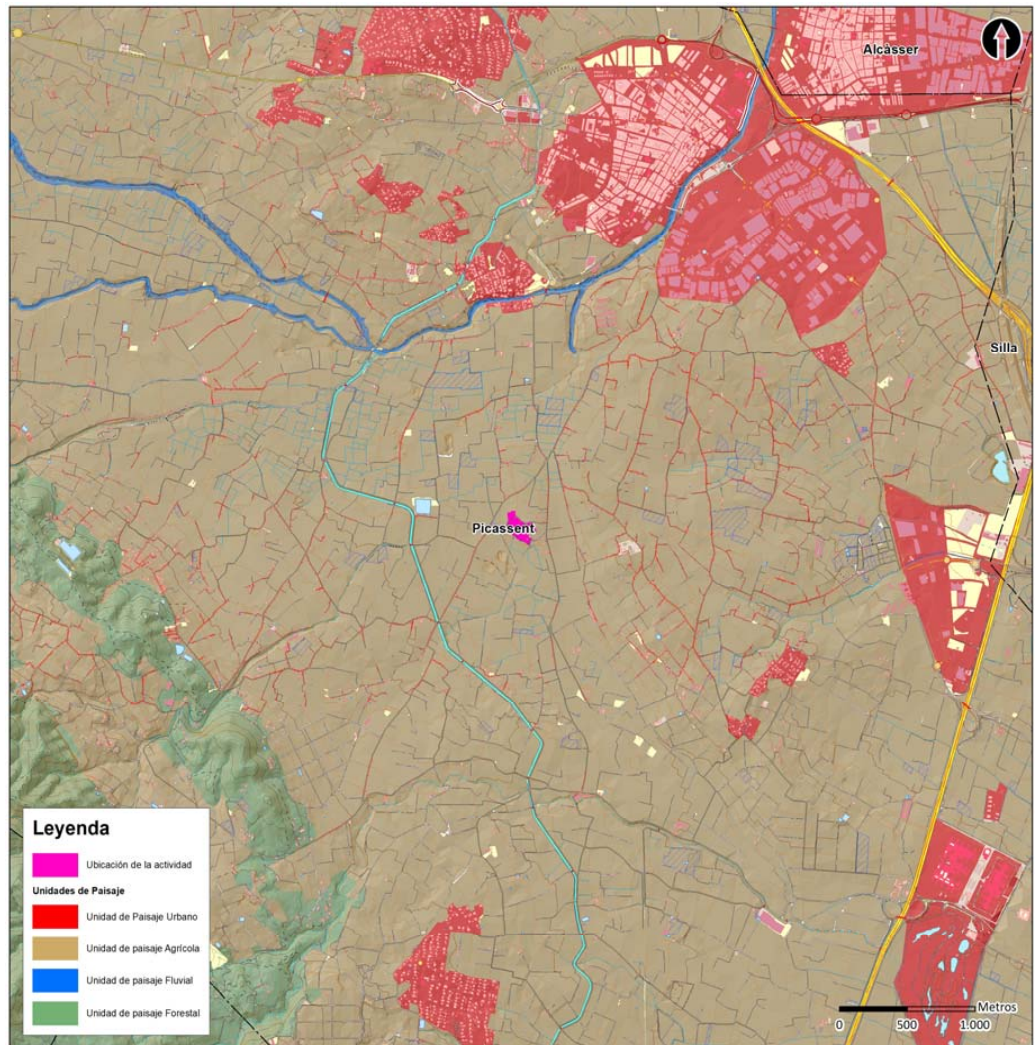 Alcàsser
Silla
Picassent
Leyenda
Ubicación de la actividad
Unidades de Paisaje
Unidad de Paisaje Urbano
Unidad de paisaje Agrícola
Unidad de paisaje Fluvial
Unidad de paisaje Forestal
Metros
0 500 1.000